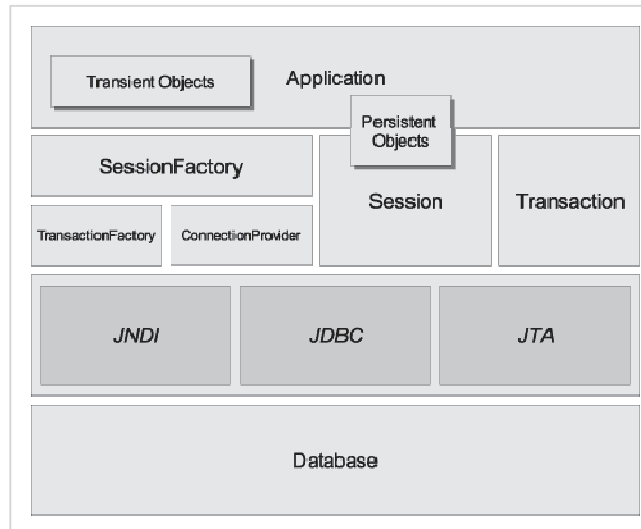 Transient Objects
Application
Persistent
Objects
SessionFactory
Session
Transaction
TransactionFactory
ConnectionProvider
JNDI
JDBC
JTA
Database